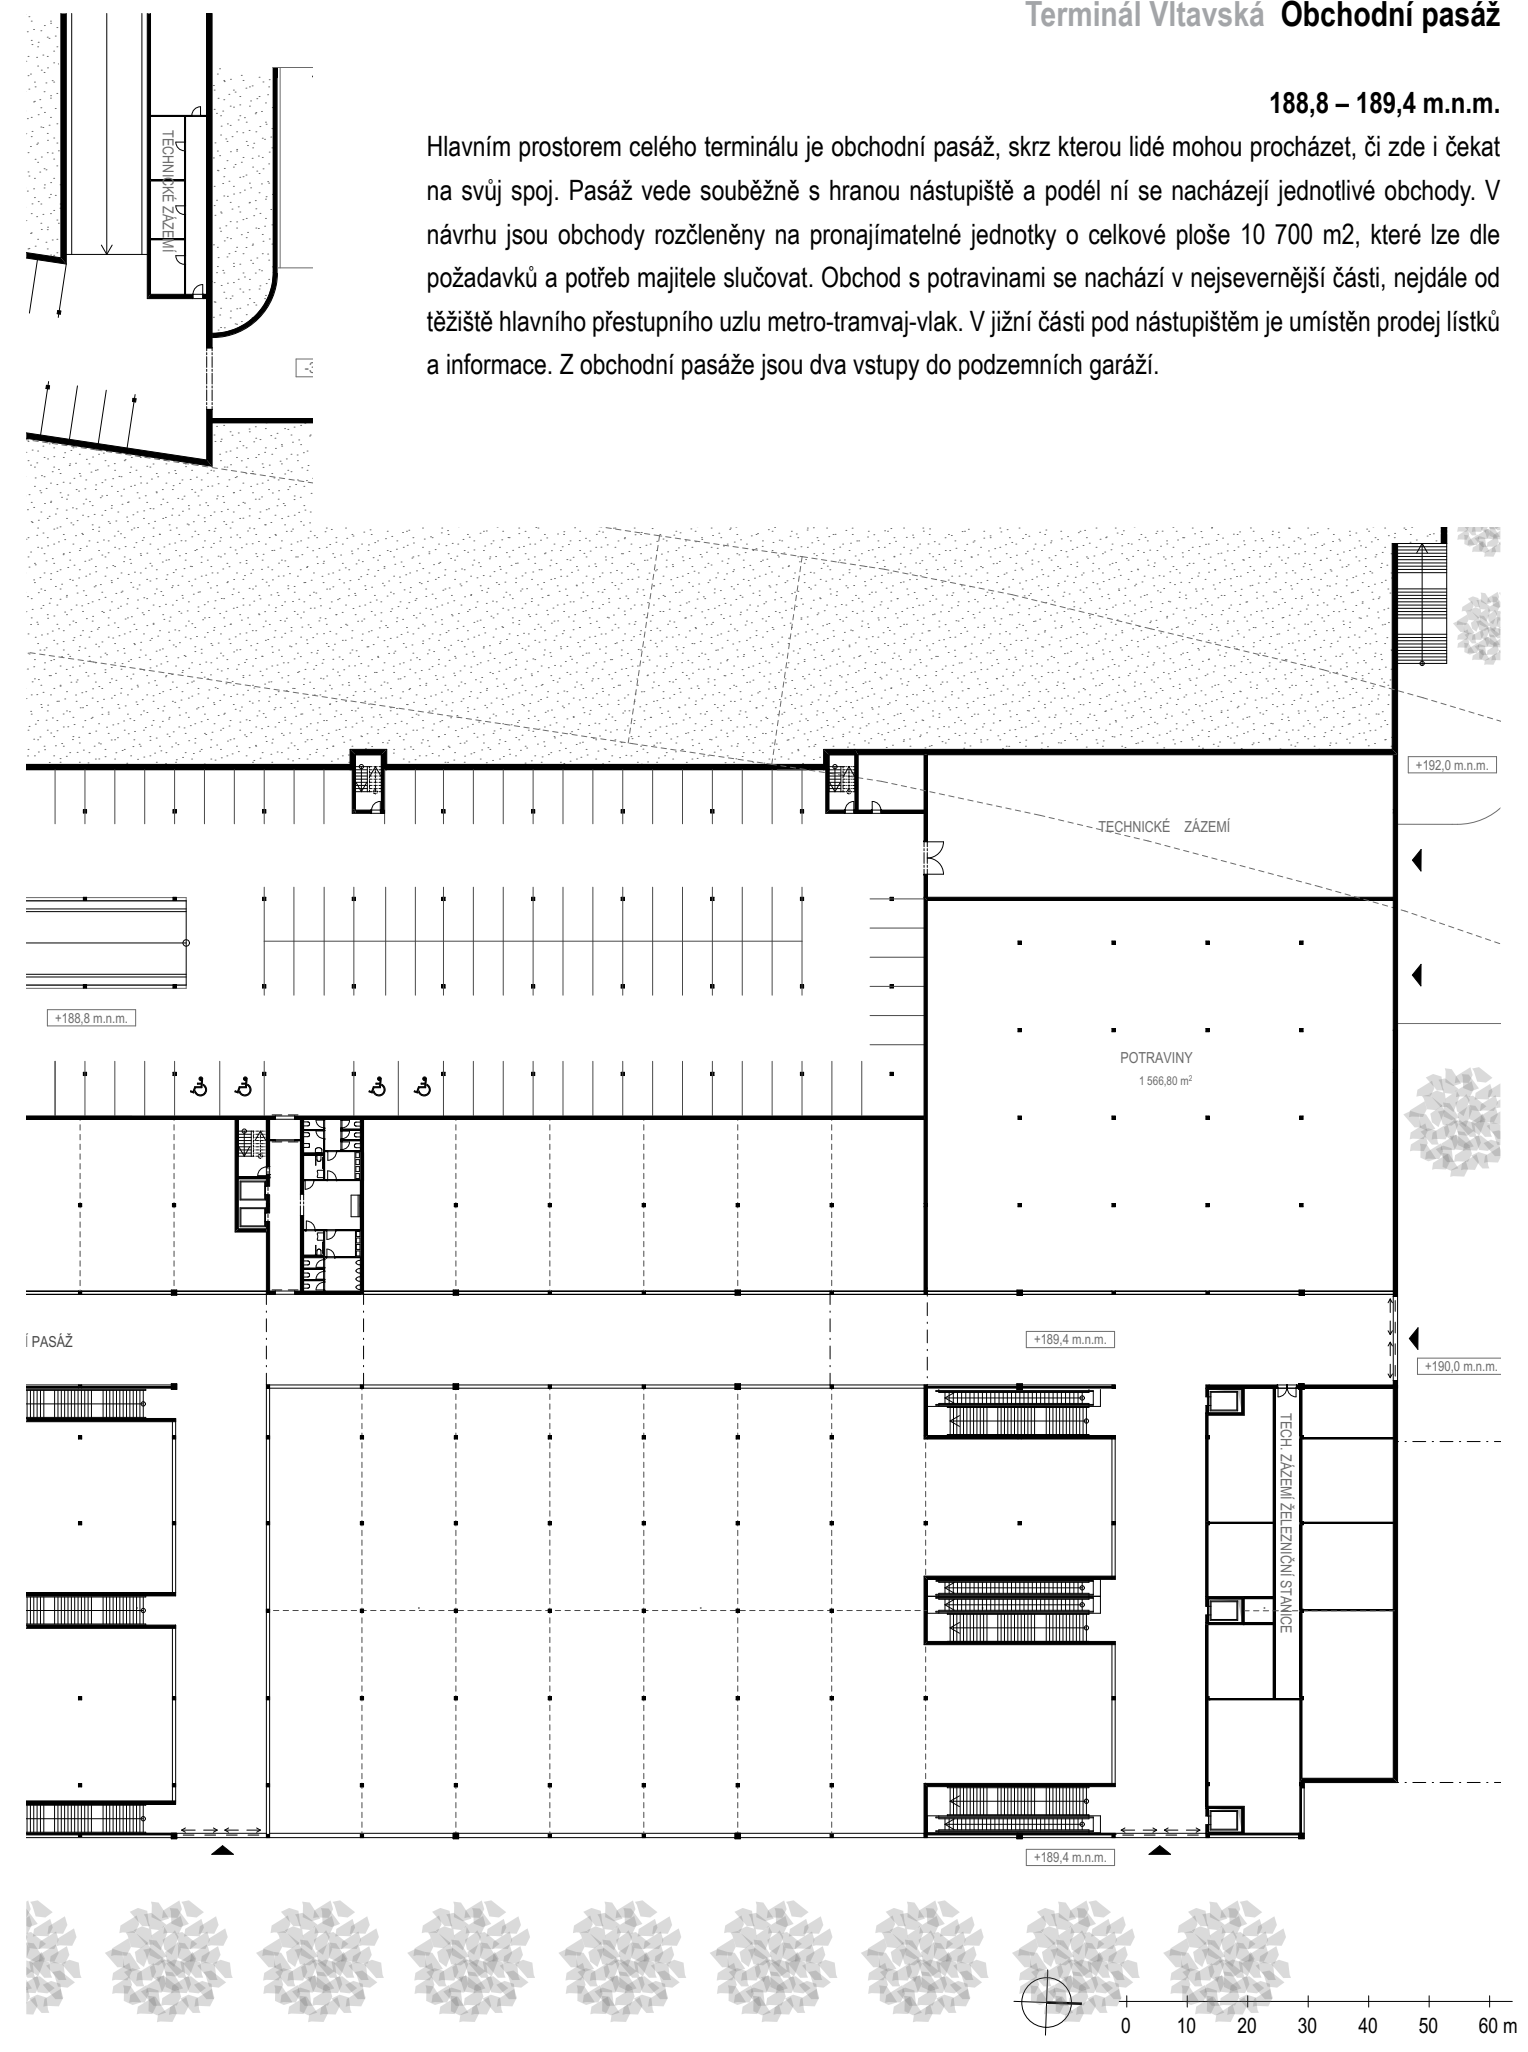 Terminál Vltavská Obchodní pasáž
188,8 – 189,4 m.n.m.
Hlavním prostorem celého terminálu je obchodní pasáž, skrz kterou lidé mohou procházet, či zde i čekat
na svůj spoj. Pasáž vede souběžně s hranou nástupiště a podél ní se nacházejí jednotlivé obchody. V
návrhu jsou obchody rozčleněny na pronajímatelné jednotky o celkové ploše 10 700 m2, které lze dle
požadavků a potřeb majitele slučovat. Obchod s potravinami se nachází v nejsevernější části, nejdále od
těžiště hlavního přestupního uzlu metro-tramvaj-vlak. V jižní části pod nástupištěm je umístěn prodej lístků
a informace. Z obchodní pasáže jsou dva vstupy do podzemních garáží.
TECHNICKÉ ZÁZEMÍ
+192,0 m.n.m.
TECHNICKÉ ZÁZEMÍ
+188,8 m.n.m.
POTRAVINY
1 566,80 m²
Í PASÁŽ
+189,4 m.n.m.
+190,0 m.n.m.
TECH. ZÁZEMÍ ŽELEZNIČNÍ STANICE
+189,4 m.n.m.
0 10 20 30 40 50 60 m